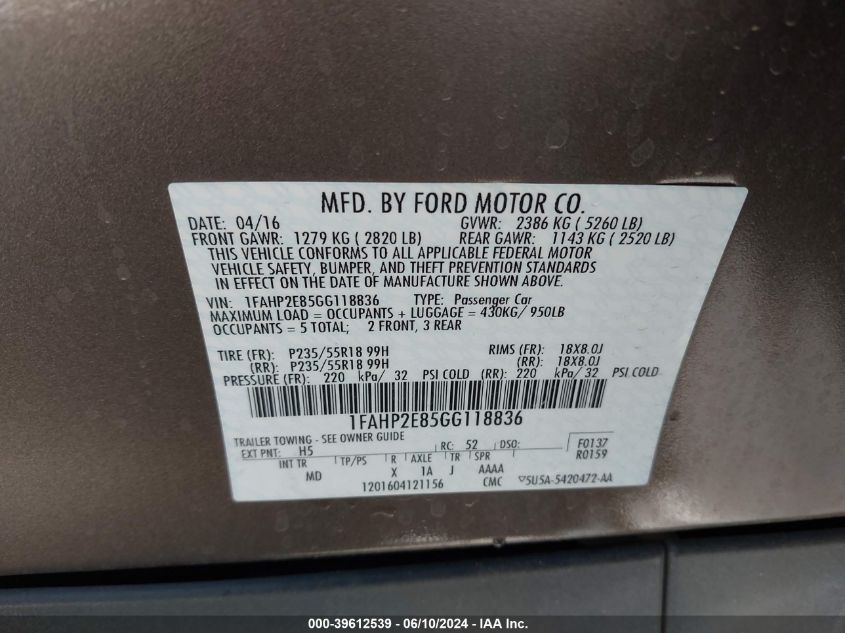 MFD. BY FORD MOTOR CO.
DATE: 04/16 GVWR: 2386 KG ( 5260 LB)
FRONT GAWR: 1279 KG ( 2820 LB) REAR GAWR: 1143 KG ( 2520 LB)
THIS VEHICLE CONFORMS TO ALL APPLICABLE FEDERAL MOTOR
VEHICLE SAFETY, BUMPER, AND THEFT PREVENTION STANDARDS
IN EFFECT ON THE DATE OF MANUFACTURE SHOWN ABOVE.
VIN: 1FAHP2E85GG118836 TYPE: Passenger Car
MAXIMUM LOAD = OCCUPANTS + LUGGAGE = 430KG/ 950LB
OCCUPANTS = 5 TOTAL; 2 FRONT, 3 REAR
TIRE (FR): P235/55R18 99H RIMS (FR): 18X8.0J
(RR): P235/55R18 99H (RR): 18X8.0J
PRESSURE (FR): 220 kPa/ 32 PSI COLD (RR): 220 kPa/ 32 PSI COLD
1FAHP2E85GG118836
TRAILER TOWING - SEE OWNER GUIDE
EXT PNT: H5 RC: 52 DSO: F0137
R0159
INT TR TP/PS R AXLE TR SPR
MD X 1A J AAAA
1201604121156 CMC ▽5U5A-5420472-AA
000-39612539 - 06/10/2024 - IAA Inc.